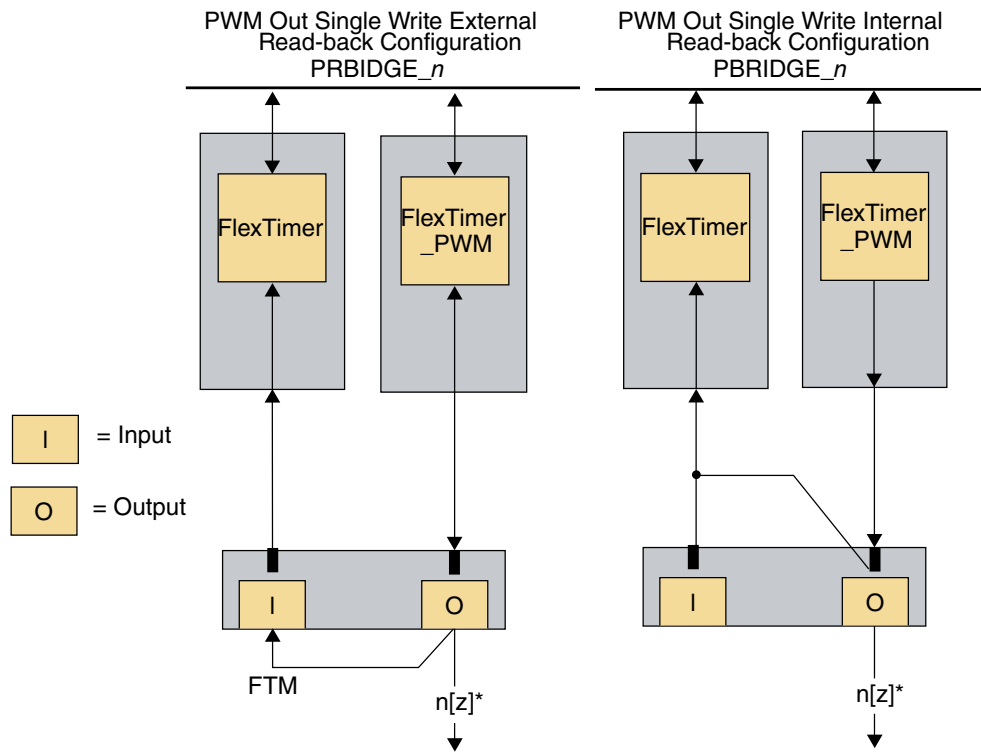 PWM Out Single Write External
Read-back Configuration
PRBIDGE_n
PWM Out Single Write Internal
Read-back Configuration
PBRIDGE_n
FlexTimer
FlexTimer
_PWM
FlexTimer
FlexTimer
_PWM
I
= Input
O
= Output
I
O
I
O
FTM
n[z]*
n[z]*